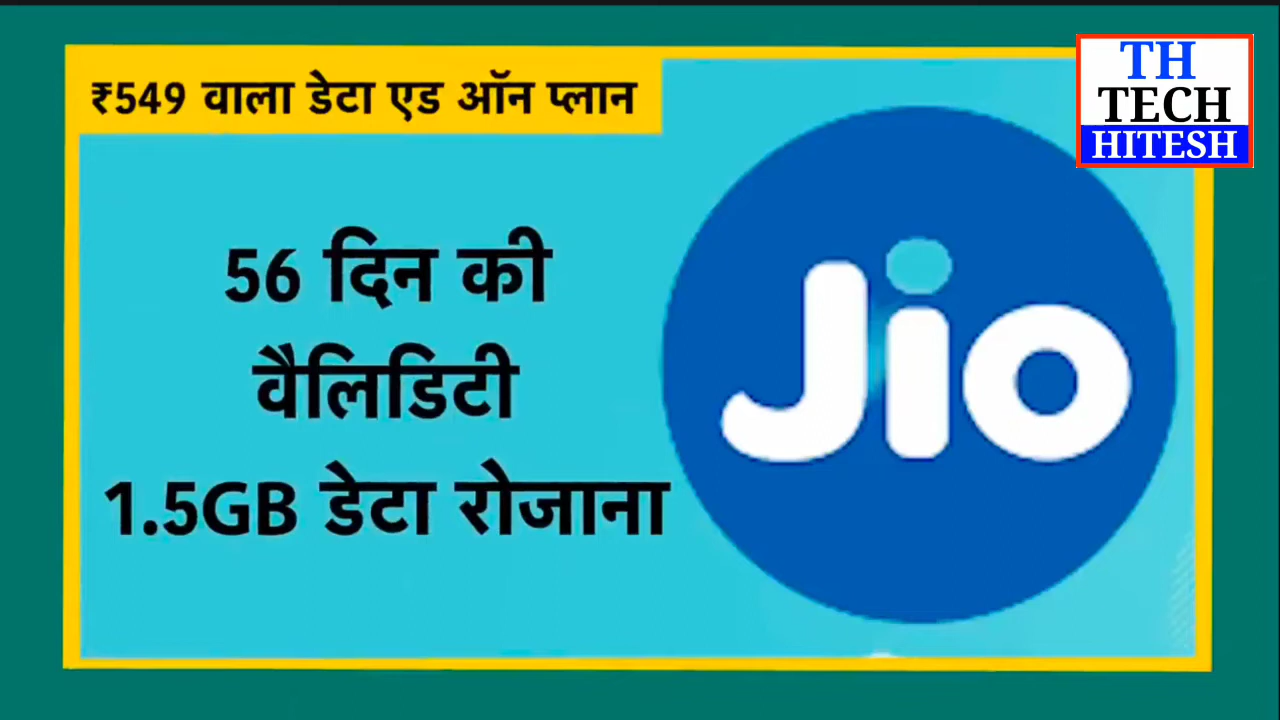 ₹549 वाला डेटा एड ऑन प्लान
TH
TECH
HITESH
56 दिन की
वैलिडिटी
1.5GB डेटा रोजाना
Jio